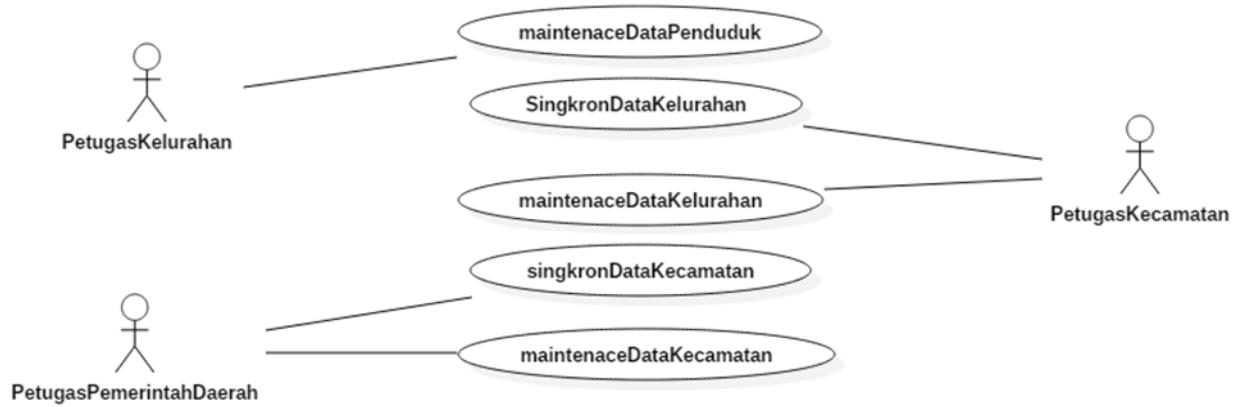 maintenaceDataPenduduk
SingkronDataKelurahan
PetugasKelurahan
maintenaceDataKelurahan
PetugasKecamatan
singkronDataKecamatan
maintenaceDataKecamatan
PetugasPemerintahDaerah